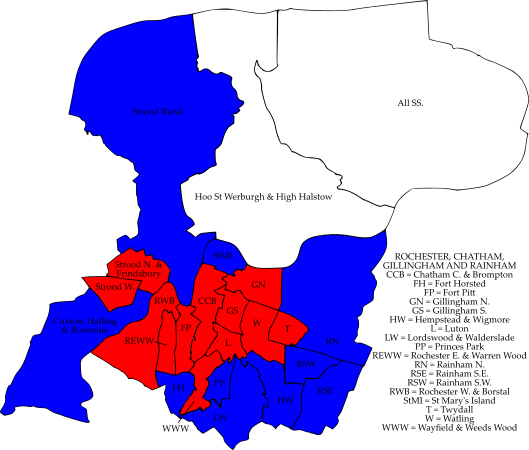 All SS.
Strood Rural
Hoo St Werburgh & High Halstow
StMI
Strood N. &
Frindsbury
Strood W.
GN
RWB
CCB
GS
Cuxton, Halling
& Riverside
FP
W
T
REWW
L
RN
RSW
FH
PP
RSE
HW
LW
WWW
ROCHESTER, CHATHAM,
GILLINGHAM AND RAINHAM
CCB = Chatham C. & Brompton
FH = Fort Horsted
FP = Fort Pitt
GN = Gillingham N.
GS = Gillingham S.
HW = Hempstead & Wigmore
L = Luton
LW = Lordswood & Walderslade
PP = Princes Park
REWW = Rochester E. & Warren Wood
RN = Rainham N.
RSE = Rainham S.E.
RSW = Rainham S.W.
RWB = Rochester W. & Borstal
StMI = St Mary's Island
T = Twydall
W = Watling
WWW = Wayfield & Weeds Wood